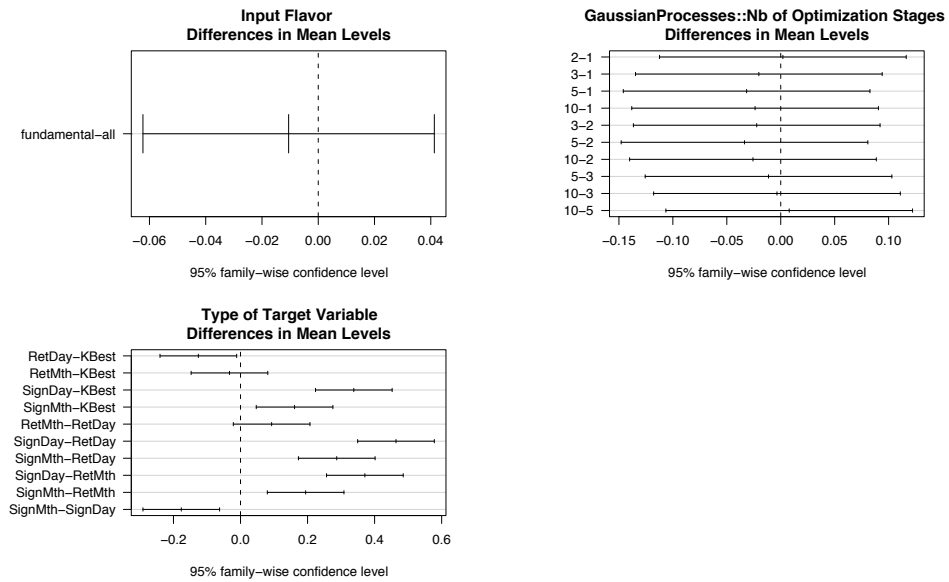 Input Flavor
Differences in Mean Levels
fundamental−all
−0.06 −0.04 −0.02 0.00 0.02 0.04
95% family−wise confidence level
GaussianProcesses::Nb of Optimization Stages
Differences in Mean Levels
2−1
3−1
5−1
10−1
3−2
5−2
10−2
5−3
10−3
10−5
−0.15 −0.10 −0.05 0.00 0.05 0.10
95% family−wise confidence level
Type of Target Variable
Differences in Mean Levels
RetDay−KBest
RetMth−KBest
SignDay−KBest
SignMth−KBest
RetMth−RetDay
SignDay−RetDay
SignMth−RetDay
SignDay−RetMth
SignMth−RetMth
SignMth−SignDay
−0.2 0.0 0.2 0.4 0.6
95% family−wise confidence level